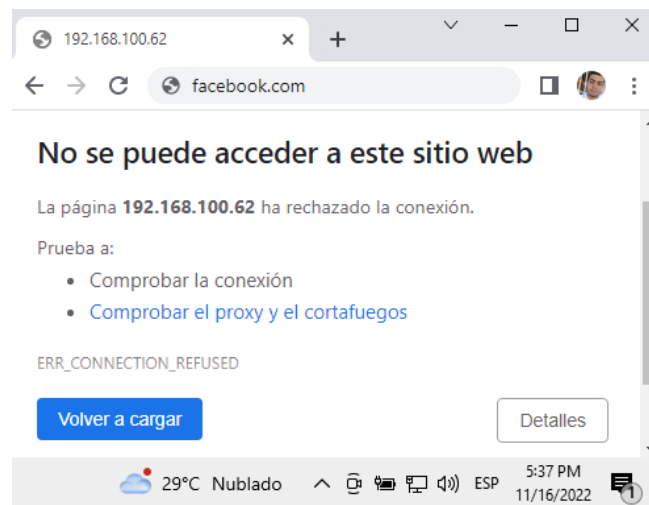 192.168.100.62
facebook.com
No se puede acceder a este sitio web
La página 192.168.100.62 ha rechazado la conexión.
Prueba a:
Comprobar la conexión
Comprobar el proxy y el cortafuegos
ERR_CONNECTION_REFUSED
Volver a cargar
Detalles
29°C Nublado
ESP
5:37 PM
11/16/2022
1